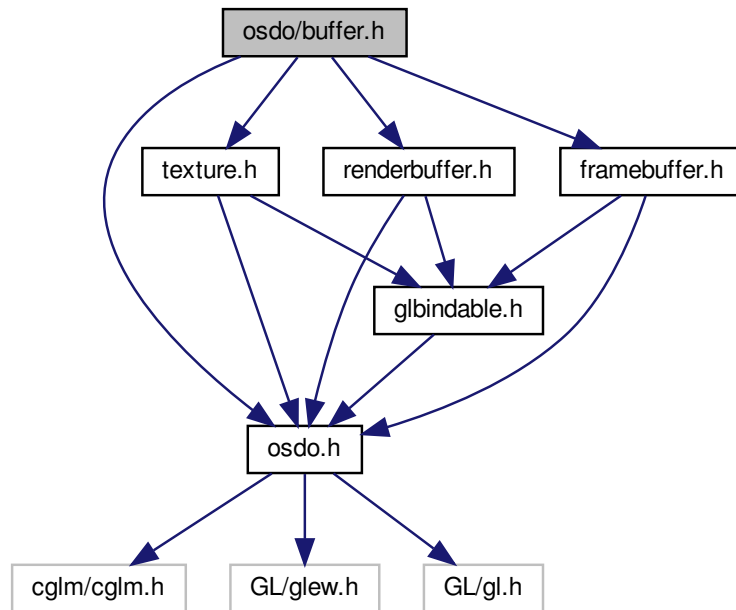 osdo/buffer.h
texture.h
renderbuffer.h
framebuffer.h
glbindable.h
osdo.h
cglm/cglm.h
GL/glew.h
GL/gl.h